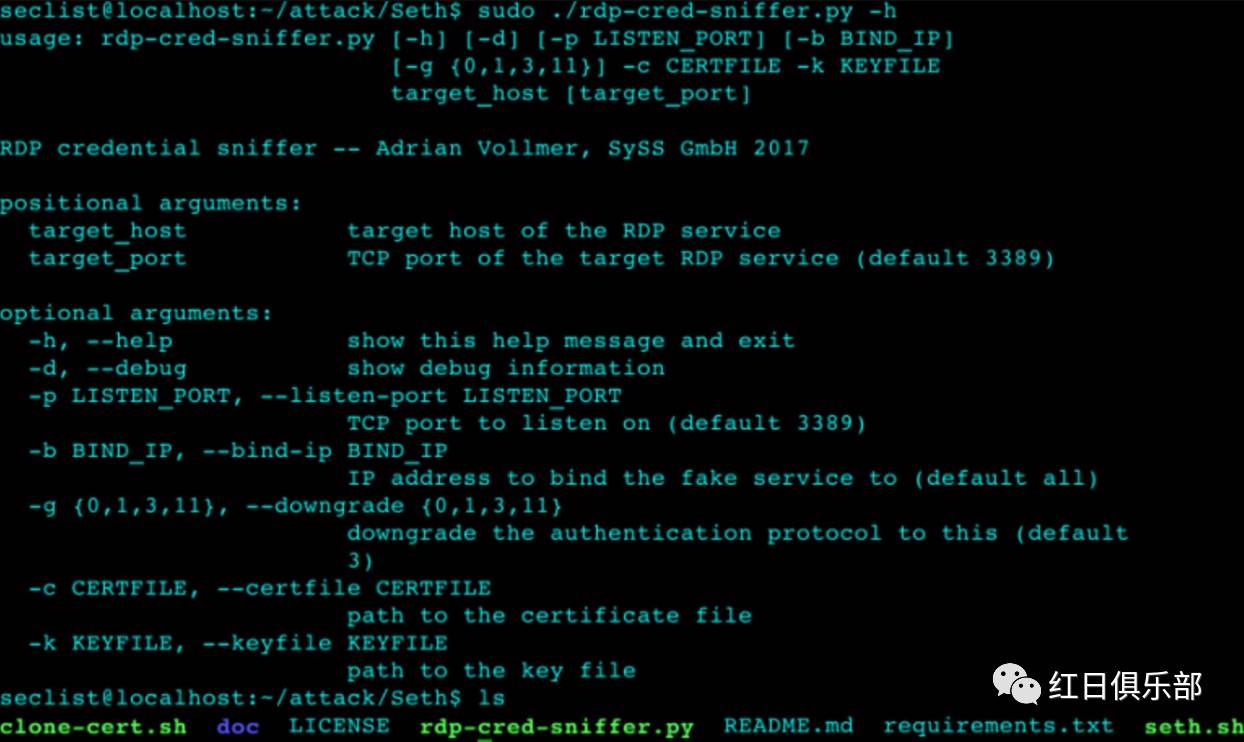 seclist@localhost:~/attack/Seth$ sudo ./rdp-cred-sniffer.py -h
usage: rdp-cred-sniffer.py [-h] [-d] [-p LISTEN_PORT] [-b BIND_IP]
[-g {0,1,3,11}] -c CERTFILE -k KEYFILE
target_host [target_port]
RDP credential sniffer -- Adrian Vollmer, SySS GmbH 2017
positional arguments:
target_host target host of the RDP service
target_port TCP port of the target RDP service (default 3389)
optional arguments:
-h, --help show this help message and exit
-d, --debug show debug information
-p LISTEN_PORT, --listen-port LISTEN_PORT
TCP port to listen on (default 3389)
-b BIND_IP, --bind-ip BIND_IP
IP address to bind the fake service to (default all)
-g {0,1,3,11}, --downgrade {0,1,3,11}
downgrade the authentication protocol to this (default
3)
-c CERTFILE, --certfile CERTFILE
path to the certificate file
-k KEYFILE, --keyfile KEYFILE
path to the key file
seclist@localhost:~/attack/Seth$ ls
clone-cert.sh doc LICENSE rdp-cred-sniffer.py README.md requirements.txt seth.sh
红日俱乐部